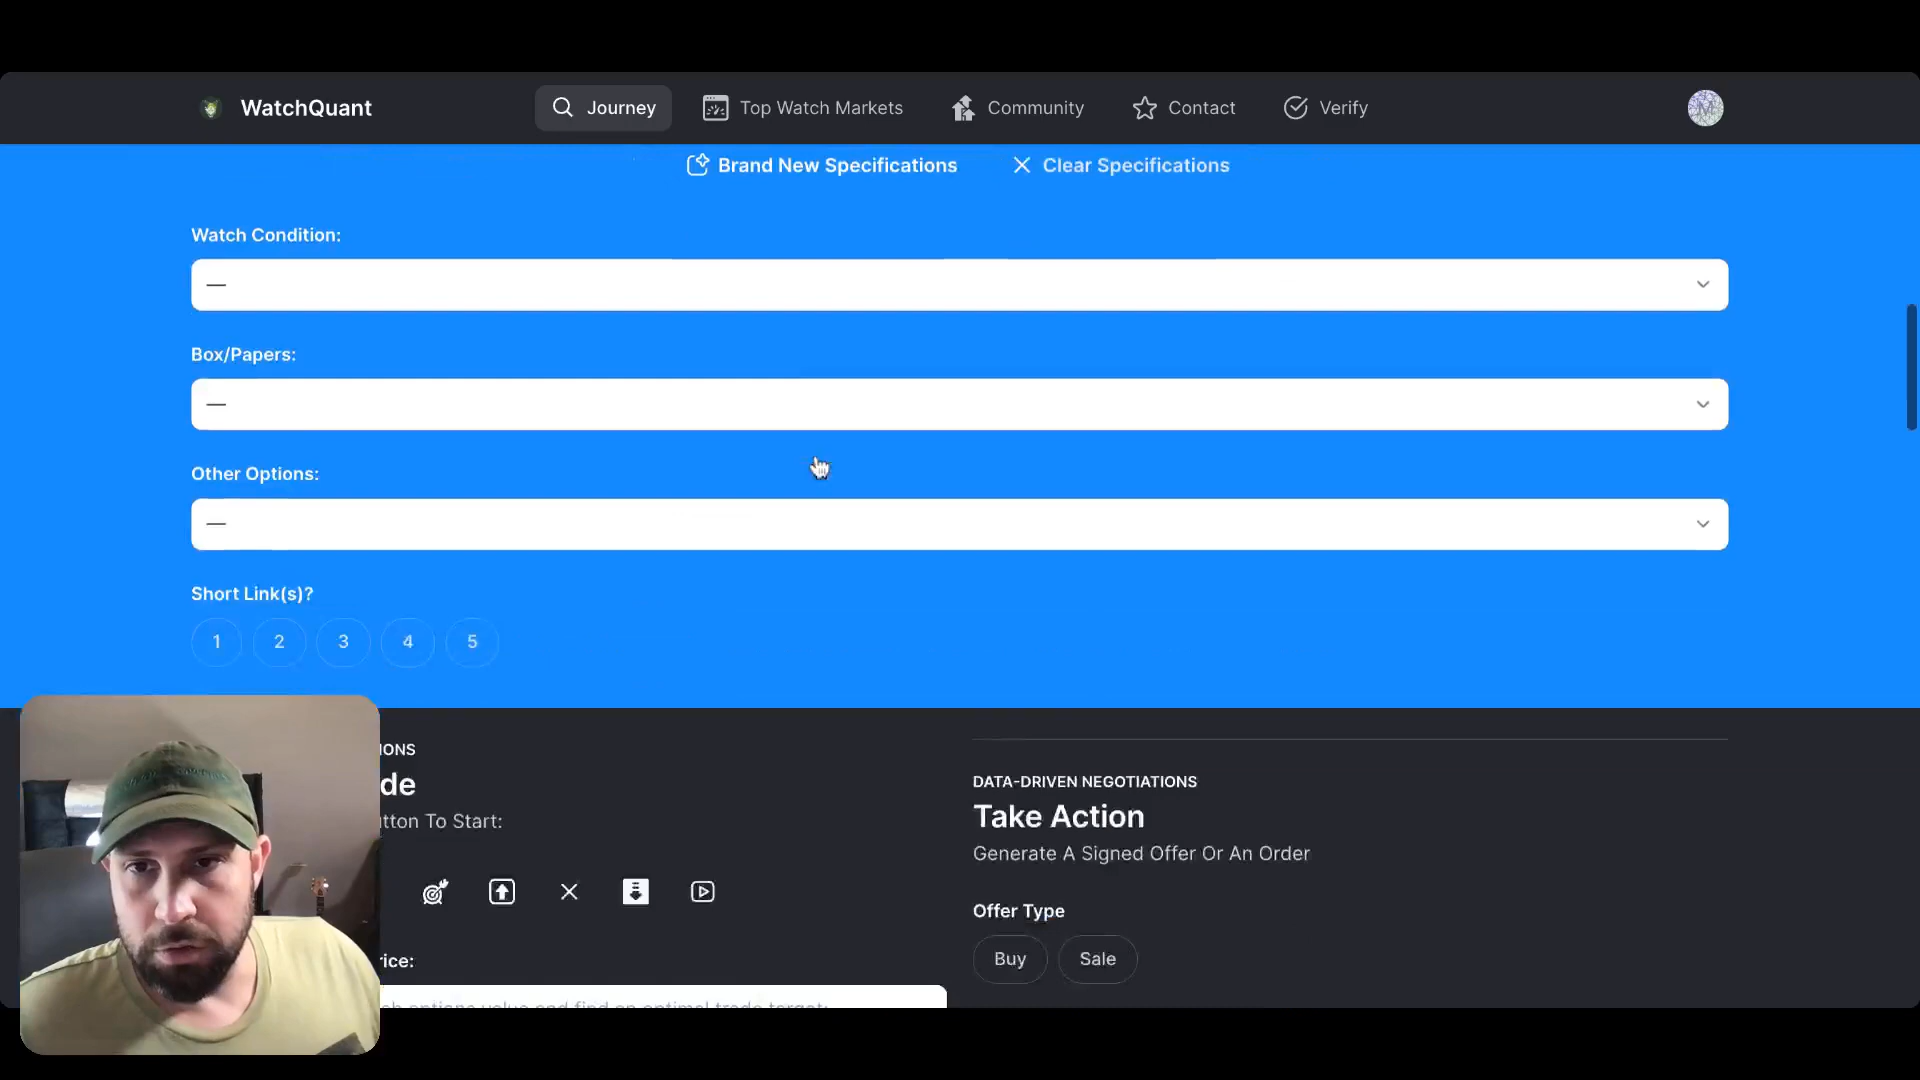 WatchQuant
Journey
Top Watch Markets
Community
Contact
Verify
Brand New Specifications
Clear Specifications
Watch Condition:
—
Box/Papers:
—
Other Options:
—
Short Link(s)?
1 2 3 4 5
IONS
de
tton To Start:
rice:
DATA-DRIVEN NEGOTIATIONS
Take Action
Generate A Signed Offer Or An Order
Offer Type
Buy
Sale